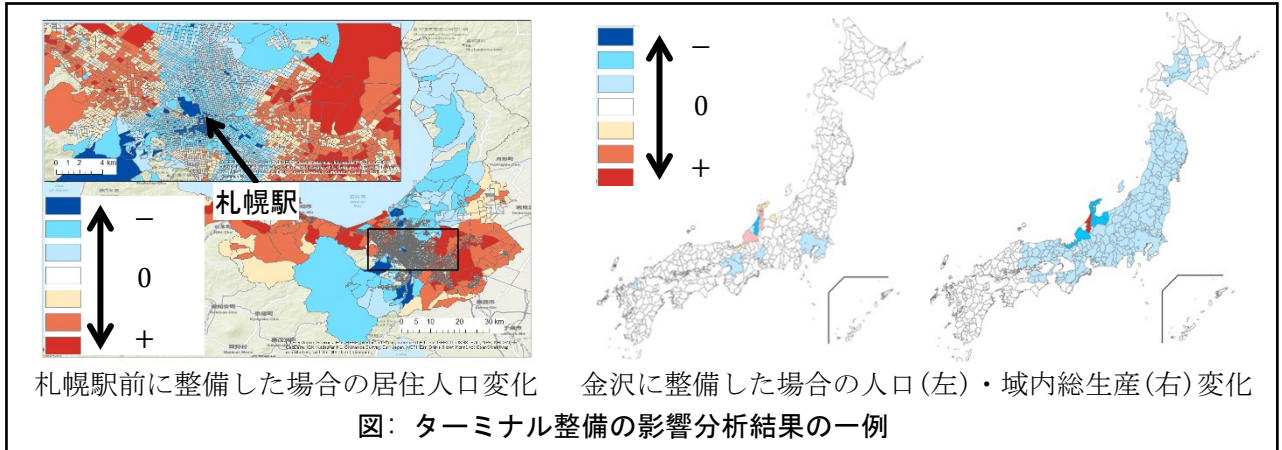 0 1 2 4 km
札幌駅
−
0
+
0 5 10 20 30 km
−
0
+
札幌駅前に整備した場合の居住人口変化
金沢に整備した場合の人口(左)・域内総生産(右)変化
図: ターミナル整備の影響分析結果の一例